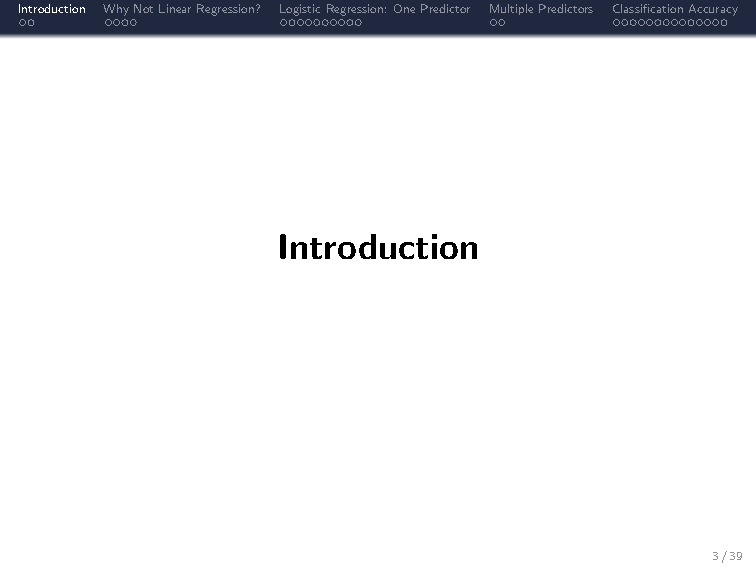 Introduction Why Not Linear Regression? Logistic Regression: One Predictor Multiple Predictors Classification Accuracy
Introduction
3 / 39